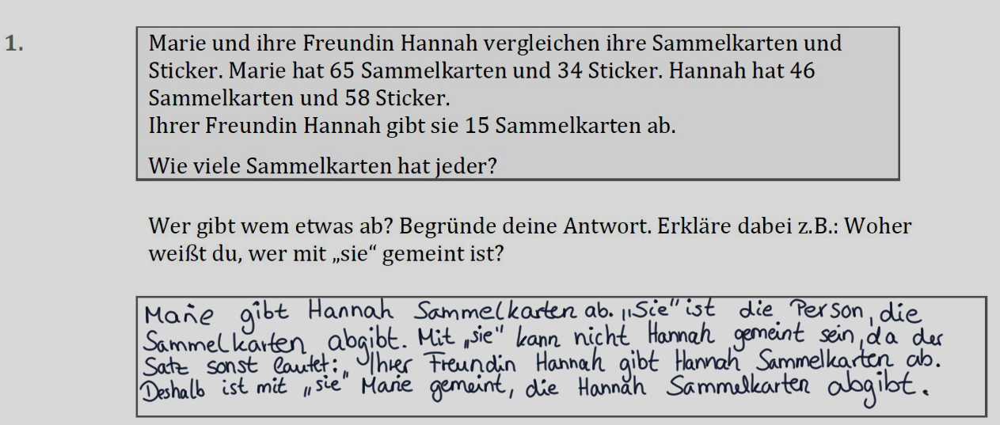 1.
Marie und ihre Freundin Hannah vergleichen ihre Sammelkarten und
Sticker. Marie hat 65 Sammelkarten und 34 Sticker. Hannah hat 46
Sammelkarten und 58 Sticker.
Ihrer Freundin Hannah gibt sie 15 Sammelkarten ab.
Wie viele Sammelkarten hat jeder?
Wer gibt wem etwas ab? Begründe deine Antwort. Erkläre dabei z.B.: Woher
weißt du, wer mit „sie“ gemeint ist?
Marie gibt Hannah Sammelkarten ab. „Sie" ist die Person, die
Sammelkarten abgibt. Mit „sie" kann nicht Hannah gemeint sein, da der
Satz sonst lautet: „Ihrer Freundin Hannah gibt Hannah Sammelkarten ab.
Deshalb ist mit „sie" Marie gemeint, die Hannah Sammelkarten abgibt.